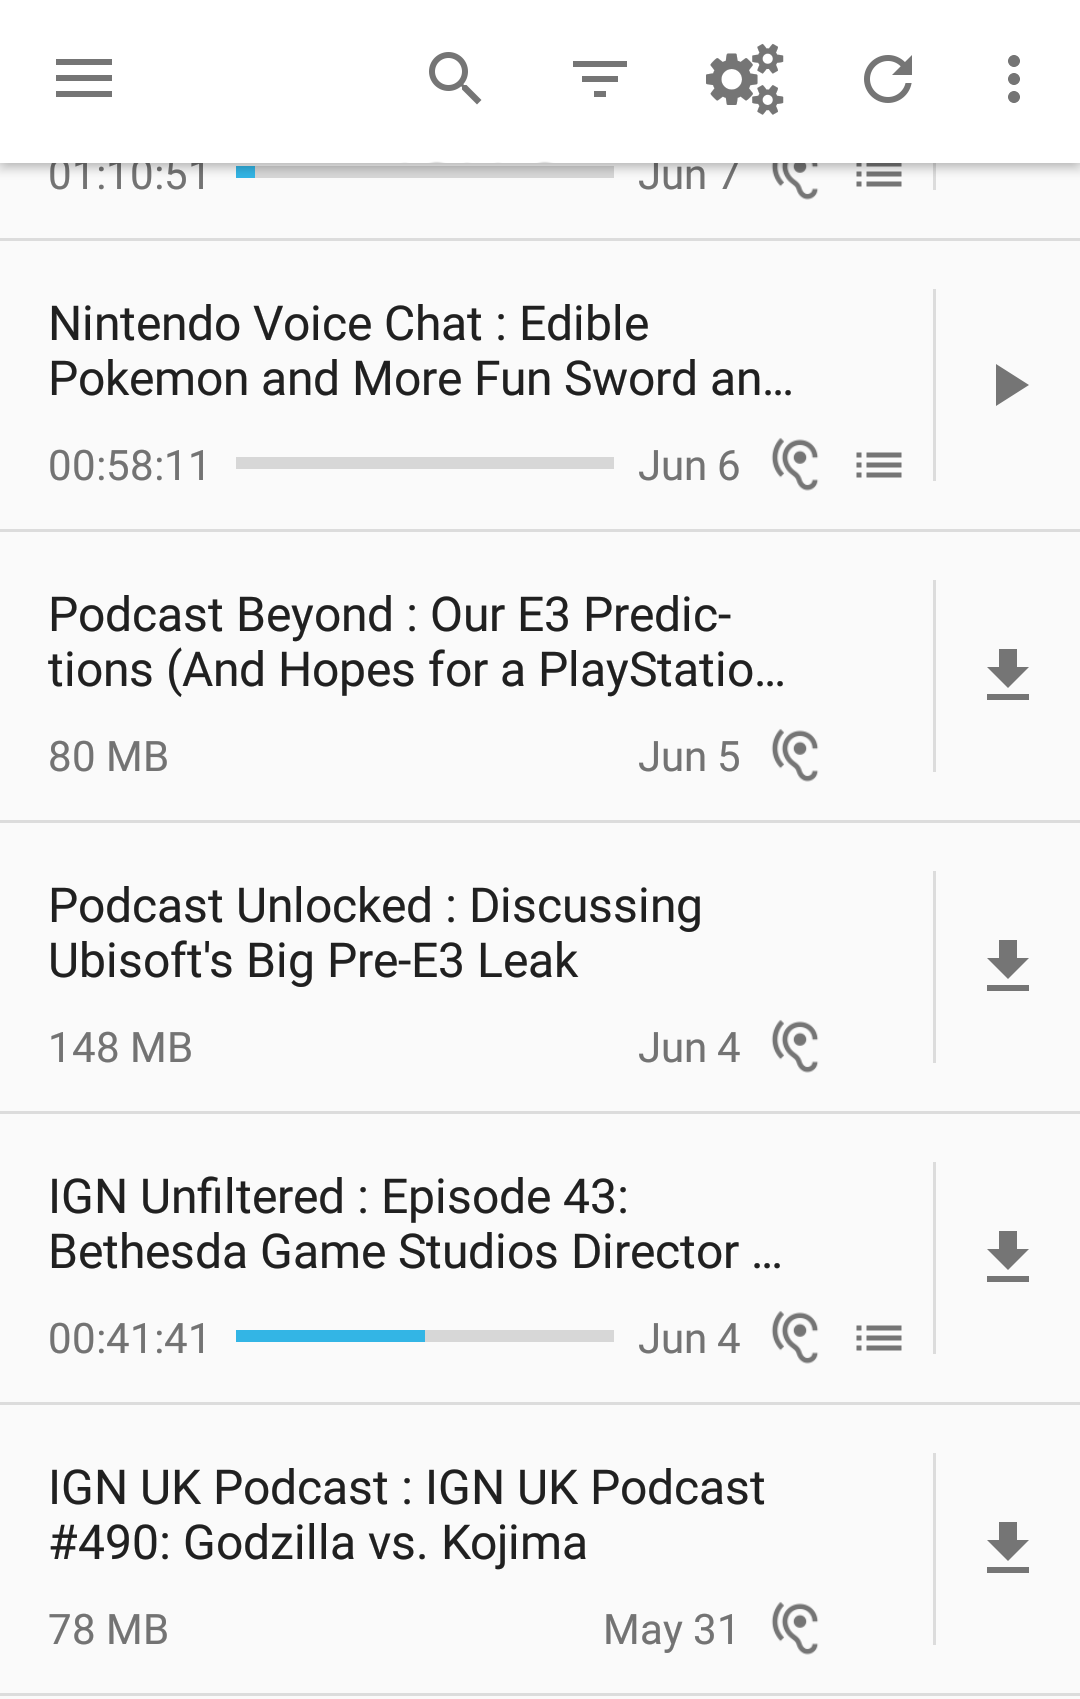 01:10:51 Jun 7
Nintendo Voice Chat : Edible
Pokemon and More Fun Sword an…
00:58:11 Jun 6
Podcast Beyond : Our E3 Predic-
tions (And Hopes for a PlayStatio…
80 MB Jun 5
Podcast Unlocked : Discussing
Ubisoft's Big Pre-E3 Leak
148 MB Jun 4
IGN Unfiltered : Episode 43:
Bethesda Game Studios Director …
00:41:41 Jun 4
IGN UK Podcast : IGN UK Podcast
#490: Godzilla vs. Kojima
78 MB May 31